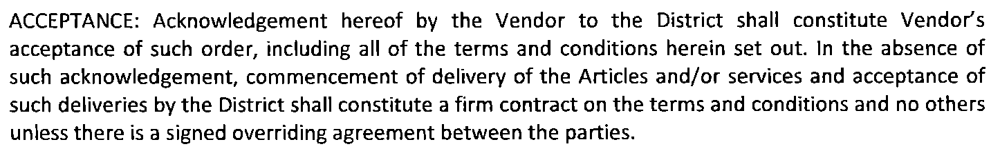 ACCEPTANCE: Acknowledgement hereof by the Vendor to the District shall constitute Vendor's
acceptance of such order, including all of the terms and conditions herein set out. In the absence of
such acknowledgement, commencement of delivery of the Articles and/or services and acceptance of
such deliveries by the District shall constitute a firm contract on the terms and conditions and no others
unless there is a signed overriding agreement between the parties.